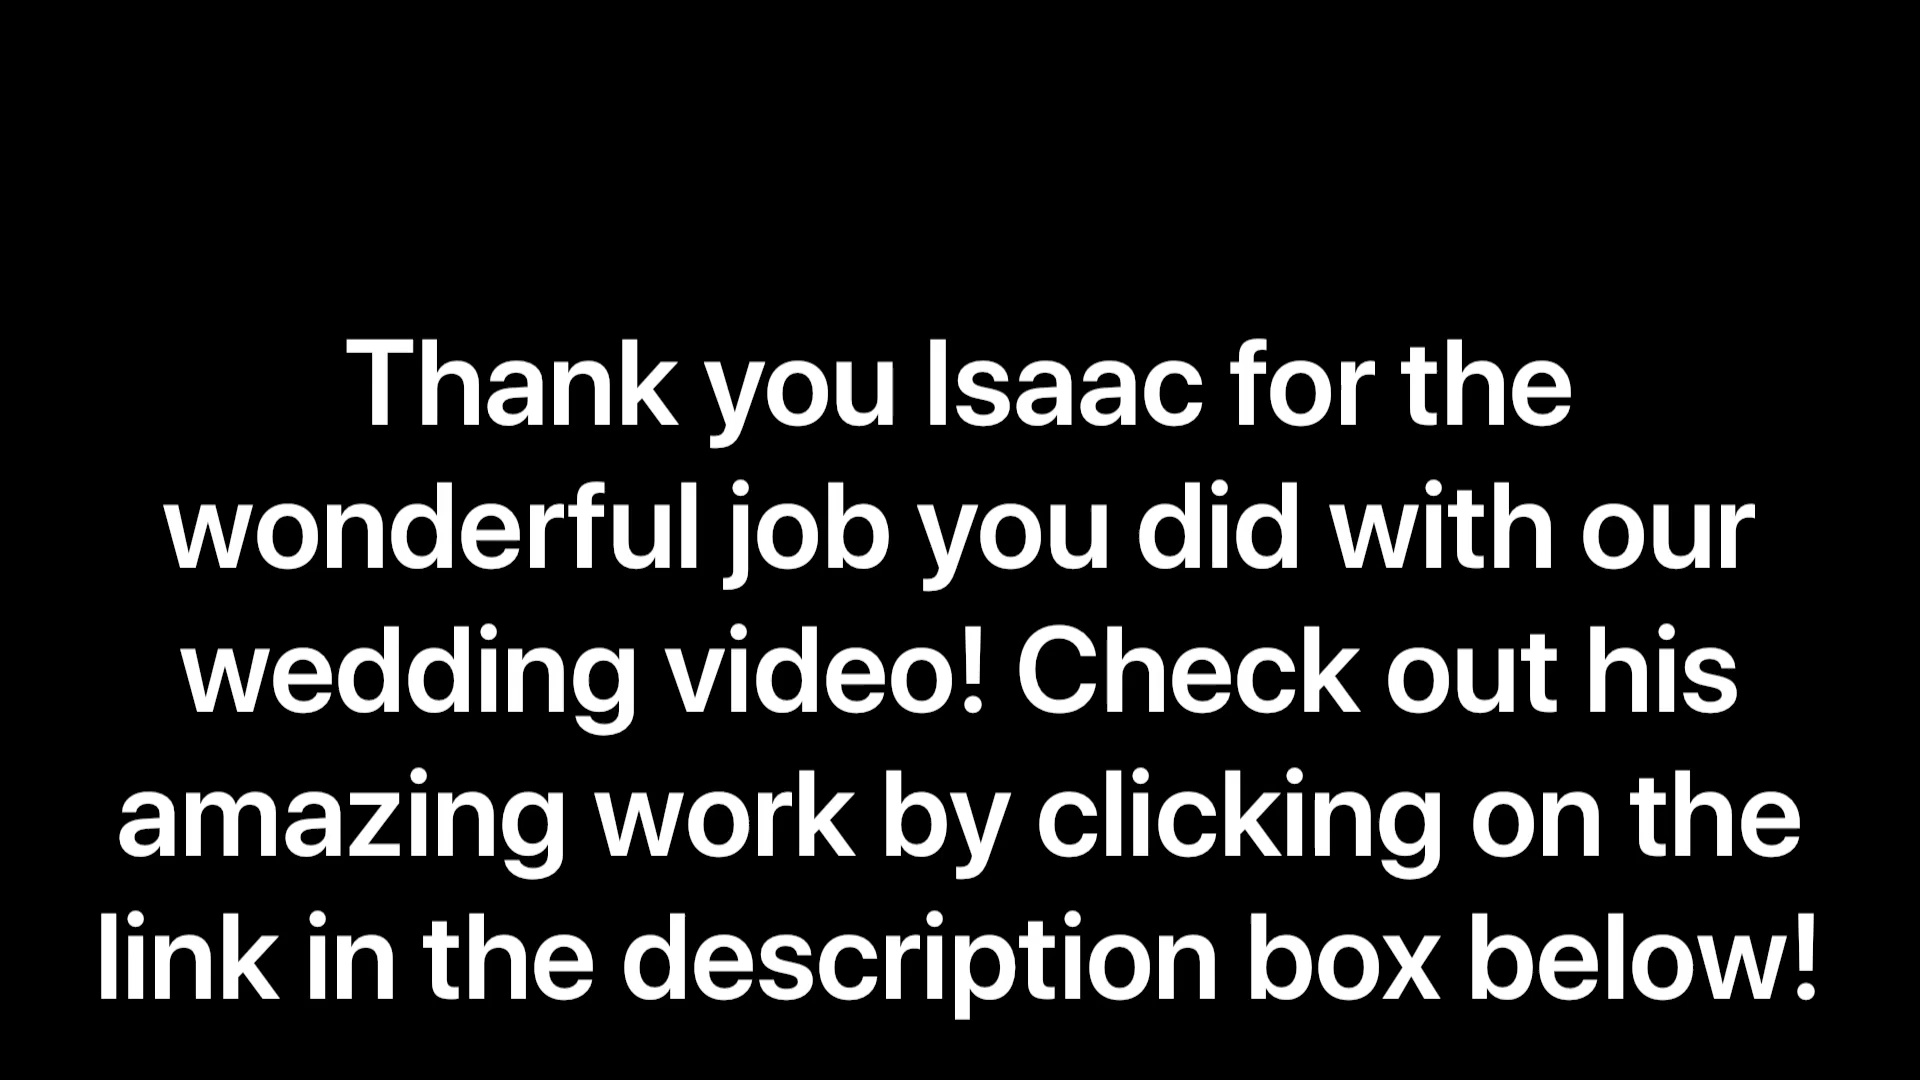 Thank you Isaac for the
wonderful job you did with our
wedding video! Check out his
amazing work by clicking on the
link in the description box below!